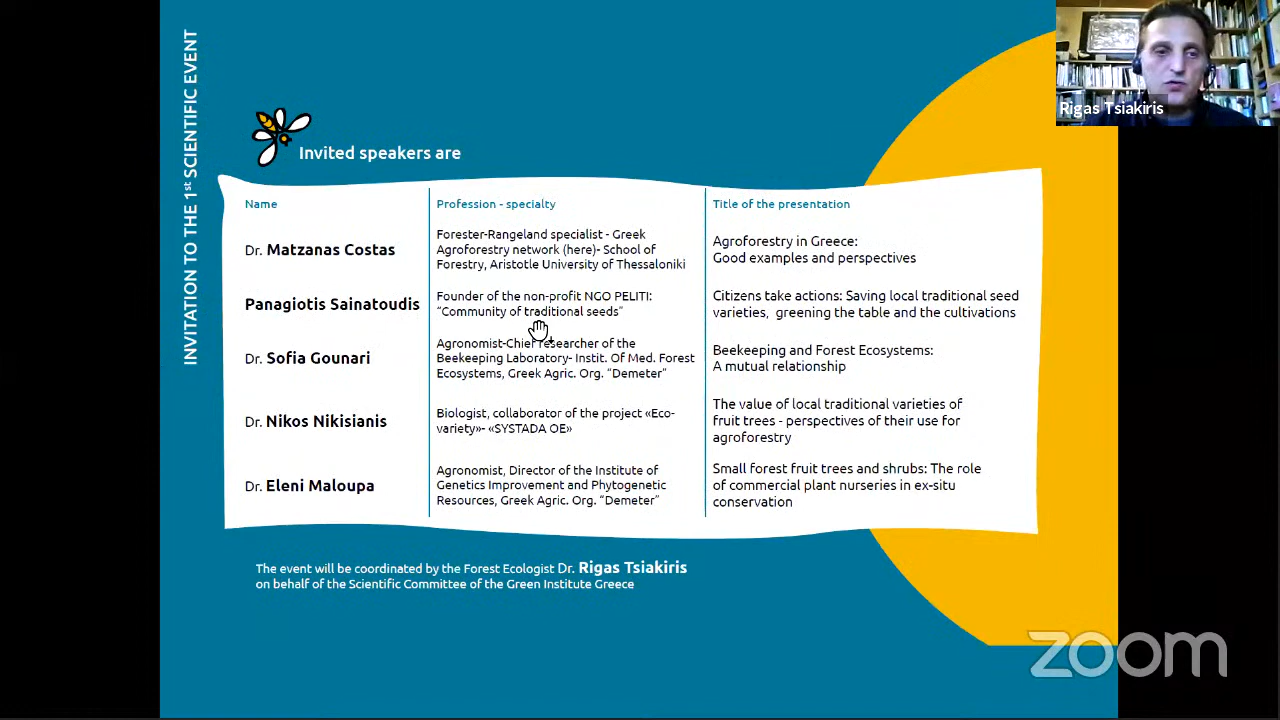 INVITATION TO THE 1st SCIENTIFIC EVENT
Rigas Tsiakiris
Invited speakers are
Name
Profession - specialty
Title of the presentation
Dr. Matzanas Costas
Forester-Rangeland specialist - Greek
Agroforestry network (here)- School of
Forestry, Aristotle University of Thessaloniki
Agroforestry in Greece:
Good examples and perspectives
Panagiotis Sainatoudis
Founder of the non-profit NGO PELITI:
“Community of traditional seeds”
Citizens take actions: Saving local traditional seed
varieties, greening the table and the cultivations
Dr. Sofia Gounari
Agronomist-Chief researcher of the
Beekeeping Laboratory- Instit. Of Med. Forest
Ecosystems, Greek Agric. Org. “Demeter”
Beekeeping and Forest Ecosystems:
A mutual relationship
Dr. Nikos Nikisianis
Biologist, collaborator of the project «Eco-
variety»- «SYSTADA OE»
The value of local traditional varieties of
fruit trees - perspectives of their use for
agroforestry
Dr. Eleni Maloupa
Agronomist, Director of the Institute of
Genetics Improvement and Phytogenetic
Resources, Greek Agric. Org. “Demeter”
Small forest fruit trees and shrubs: The role
of commercial plant nurseries in ex-situ
conservation
The event will be coordinated by the Forest Ecologist Dr. Rigas Tsiakiris
on behalf of the Scientific Committee of the Green Institute Greece
zoom